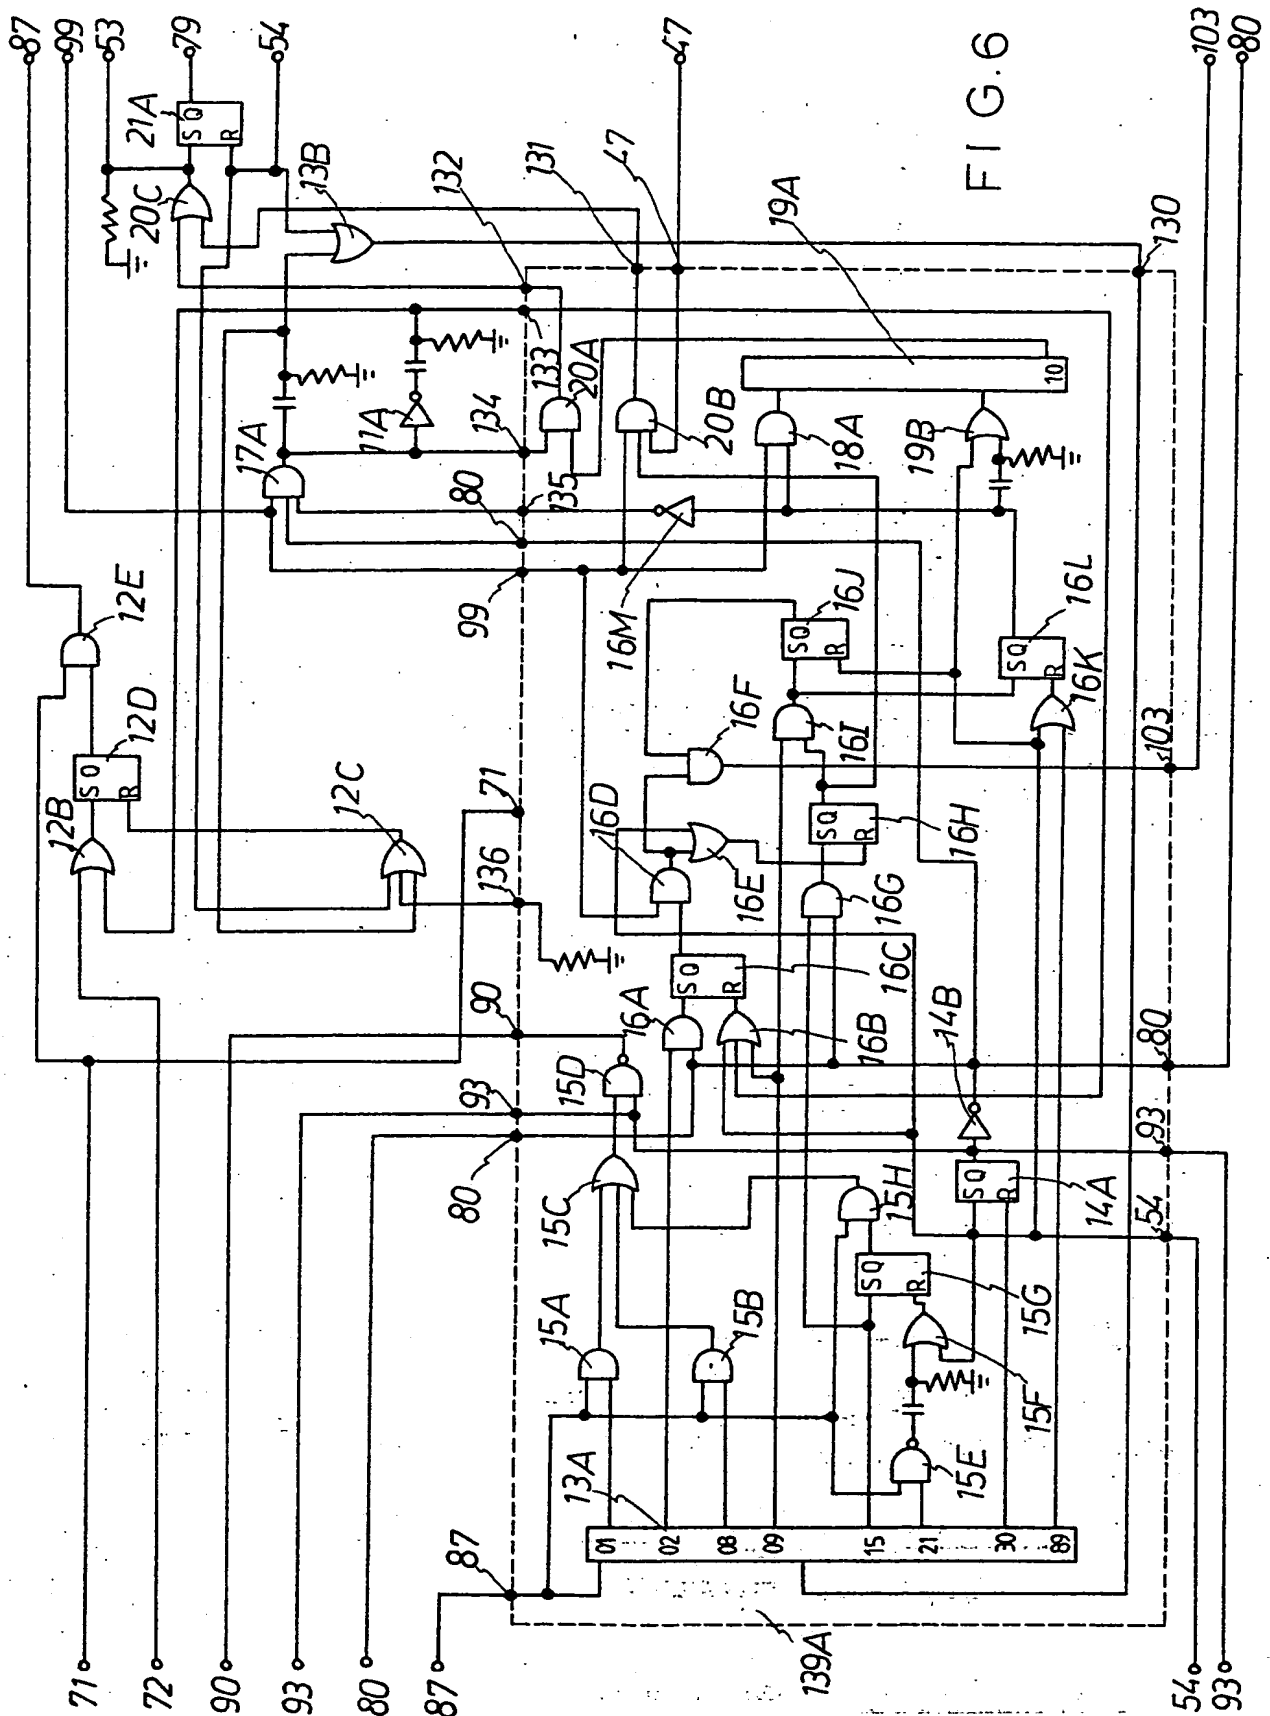 87
99
53
79
54
47
103
80
FIG.6
21A
S Q
R
20C
13B
132
131
47
19A
130
17A
11A
134
133
20A
20B
18A
19B
10
135
80
99
16M
12E
12D
S Q
R
12B
12C
71
136
16F
16J
S Q
R
16L
S Q
R
16K
16I
103
16D
16E
16H
S Q
R
16G
16C
S Q
R
90
16A
16B
14B
80
93
15D
93
80
15C
15H
14A
S Q
R
54
15A
15B
15G
S Q
R
15F
15E
13A
01
02
08
09
15
21
30
89
87
139A
71
72
90
93
80
87
54
93